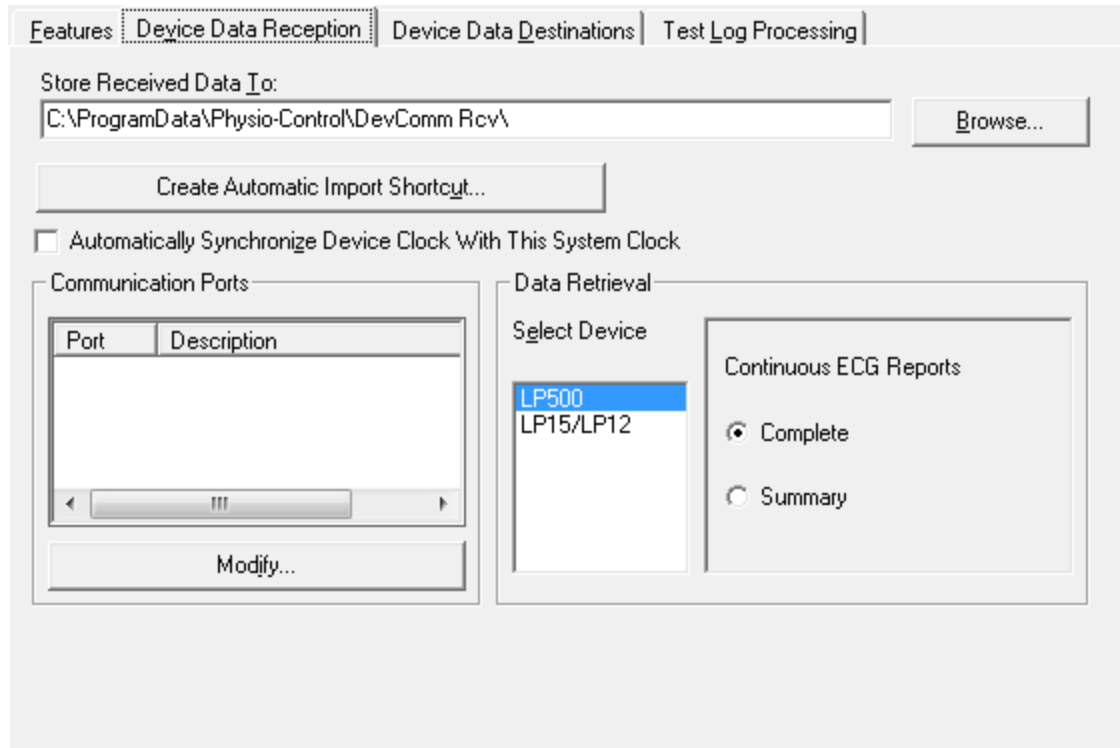 Features Device Data Reception Device Data Destinations Test Log Processing
Store Received Data To:
C:\ProgramData\Physio-Control\DevComm Rcv\
Browse...
Create Automatic Import Shortcut...
Automatically Synchronize Device Clock With This System Clock
Communication Ports
Port Description
Modify...
Data Retrieval
Select Device
LP500
LP15/LP12
Continuous ECG Reports
Complete
Summary